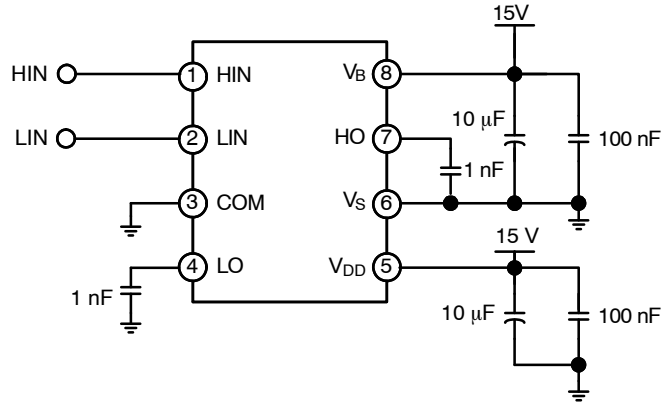 15V
HIN 1 HIN VB 8
10 μF
100 nF
LIN 2 LIN HO 7
1 nF
3 COM VS 6
15 V
4 LO VDD 5
1 nF
10 μF
100 nF